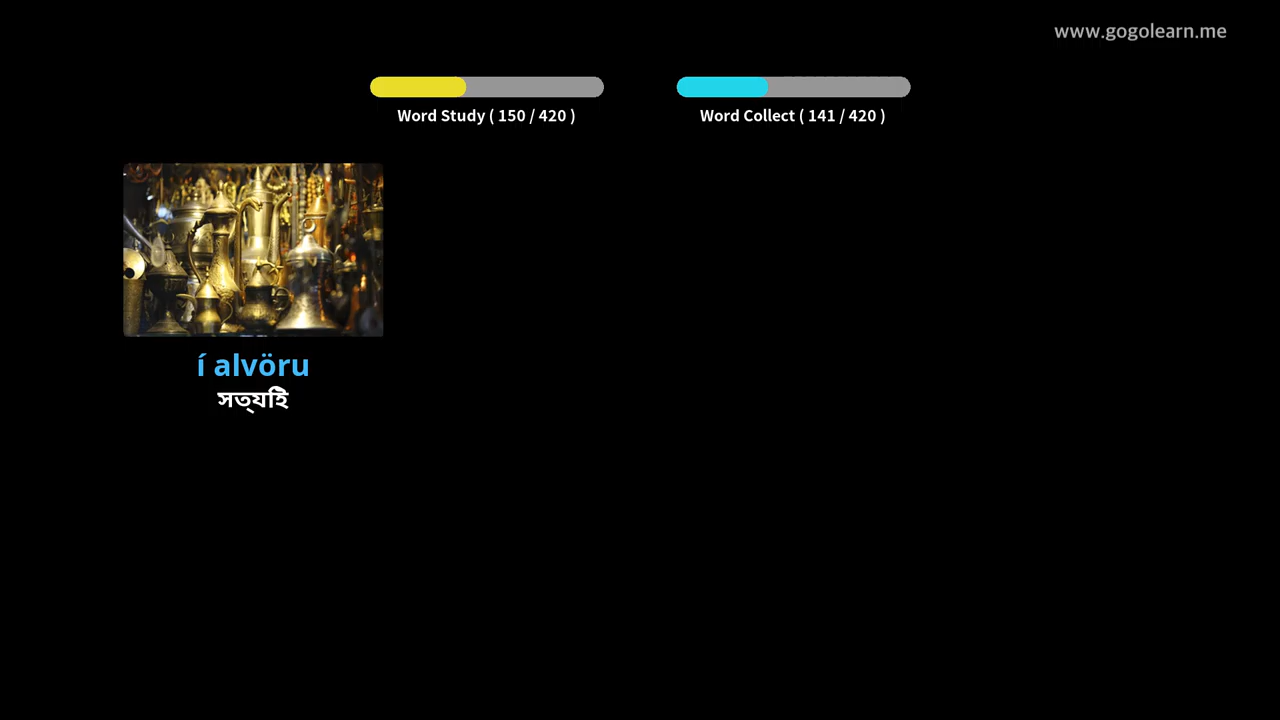 www.gogolearn.me
Word Study ( 150 / 420 )
Word Collect ( 141 / 420 )
í alvöru
সত্যিই